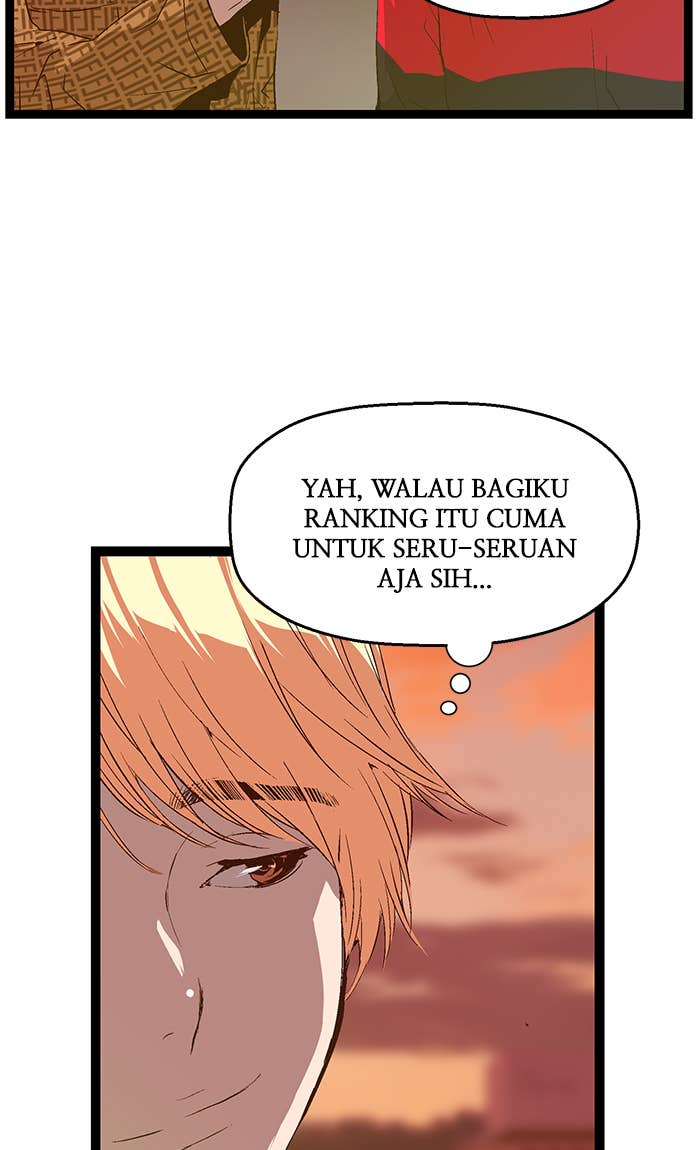 YAH, WALAU BAGIKU
RANKING ITU CUMA
UNTUK SERU-SERUAN
AJA SIH...